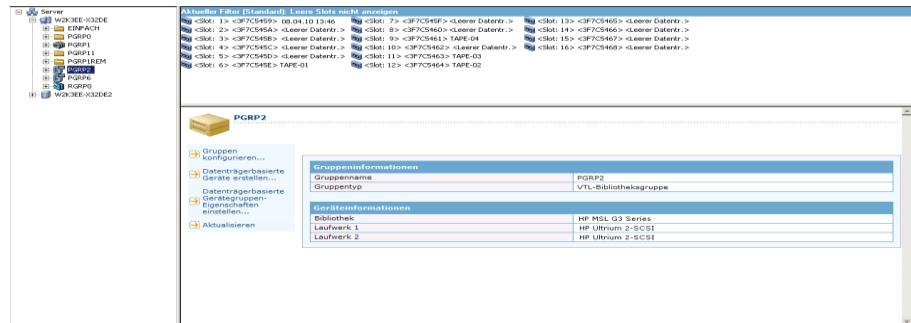 Server
W2K3EE-X32DE
EINFACH
PGRP0
PGRP1
PGRP11
PGRP1REM
PGRP2
PGRP6
RGRP0
W2K3EE-X32DE2
Aktueller Filter [Standard]: Leere Slots nicht anzeigen
<Slot: 1> <3F7C5459> 08.04.10 13:46
<Slot: 2> <3F7C545A> <Leerer Datentr.>
<Slot: 3> <3F7C545B> <Leerer Datentr.>
<Slot: 4> <3F7C545C> <Leerer Datentr.>
<Slot: 5> <3F7C545D> <Leerer Datentr.>
<Slot: 6> <3F7C545E> TAPE-01
<Slot: 7> <3F7C545F> <Leerer Datentr.>
<Slot: 8> <3F7C5460> <Leerer Datentr.>
<Slot: 9> <3F7C5461> TAPE-04
<Slot: 10> <3F7C5462> <Leerer Datentr.>
<Slot: 11> <3F7C5463> TAPE-03
<Slot: 12> <3F7C5464> TAPE-02
<Slot: 13> <3F7C5465> <Leerer Datentr.>
<Slot: 14> <3F7C5466> <Leerer Datentr.>
<Slot: 15> <3F7C5467> <Leerer Datentr.>
<Slot: 16> <3F7C5468> <Leerer Datentr.>
PGRP2
Gruppen
konfigurieren...
Datenträgerbasierte
Geräte erstellen...
Datenträgerbasierte
Gerätegruppen-
Eigenschaften
einstellen...
Aktualisieren
Gruppeninformationen
Gruppenname PGRP2
Gruppentyp VTL-Bibliotheksgruppe
Geräteinformationen
Bibliothek HP MSL G3 Series
Laufwerk 1 HP Ultrium 2-SCSI
Laufwerk 2 HP Ultrium 2-SCSI